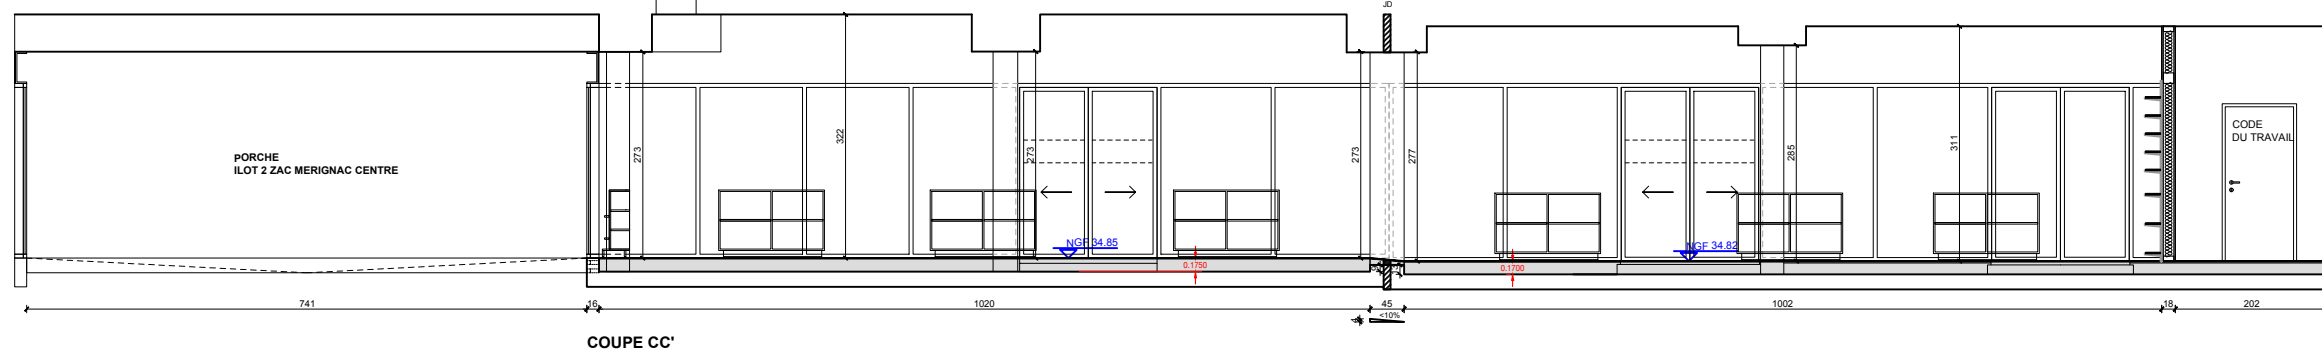 JD
PORCHE
ILOT 2 ZAC MERIGNAC CENTRE
273
322
273
273
277
285
311
CODE
DU TRAVAIL
NGF 34.85
NGF 34.82
0.1750
0.1700
741
16
1020
45
1002
18
202
<10%
COUPE CC'